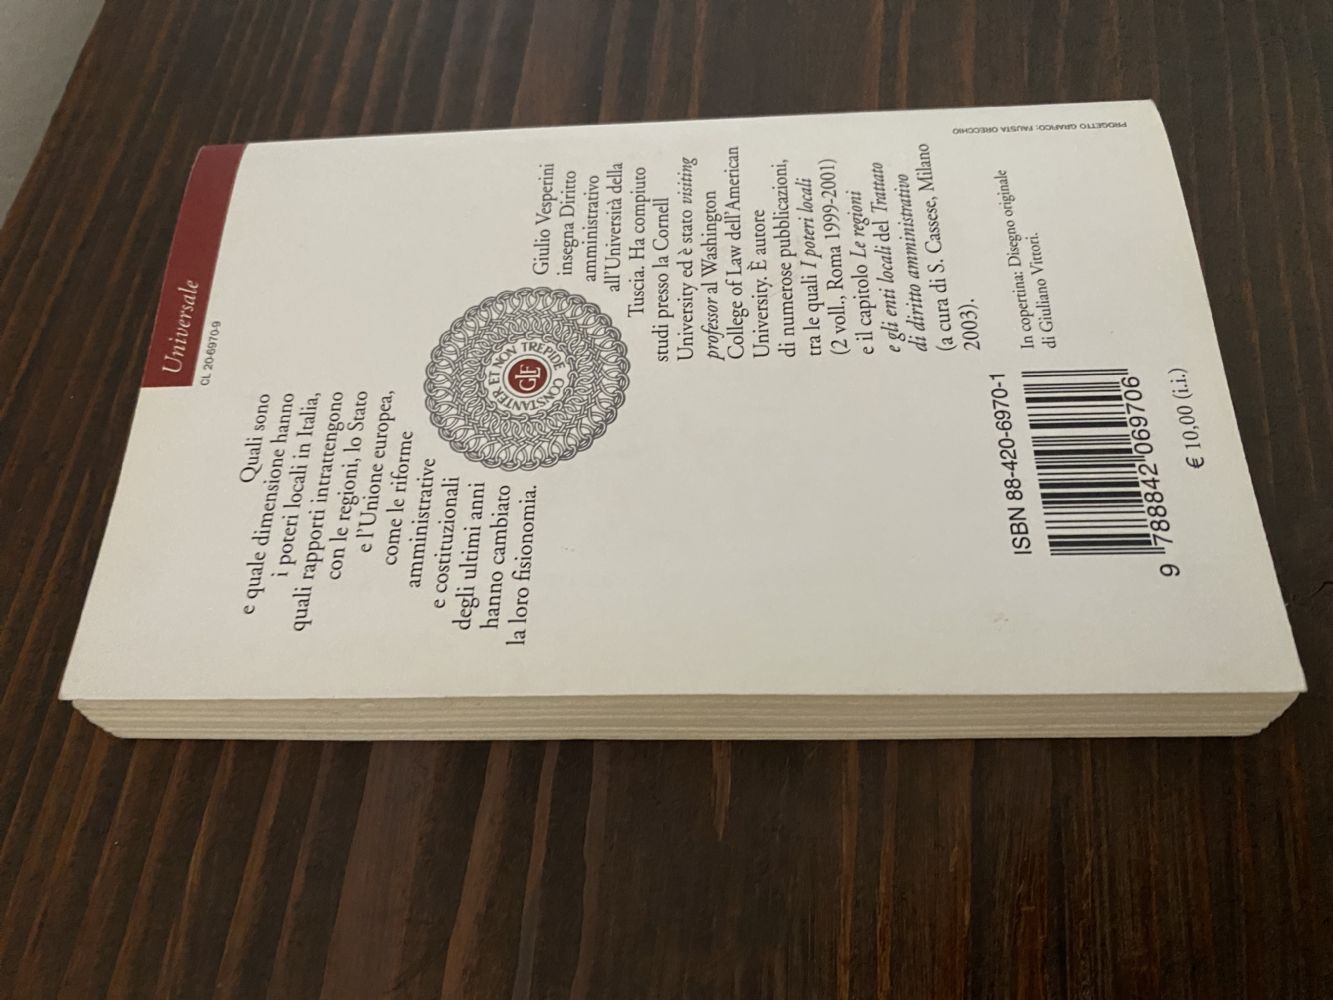 Universale
CL 20-6970-9
Quali sono
e quale dimensione hanno
i poteri locali in Italia,
quali rapporti intrattengono
con le regioni, lo Stato
e l'Unione europea,
come le riforme
amministrative
e costituzionali
degli ultimi anni
hanno cambiato
la loro fisionomia.
CONSTANTER ET NON TREPIDE
GLF
Giulio Vesperini
insegna Diritto
amministrativo
all'Università della
Tuscia. Ha compiuto
studi presso la Cornell
University ed è stato visiting
professor al Washington
College of Law dell'American
University. È autore
di numerose pubblicazioni,
tra le quali I poteri locali
(2 voll., Roma 1999-2001)
e il capitolo Le regioni
e gli enti locali del Trattato
di diritto amministrativo
(a cura di S. Cassese, Milano
2003).
In copertina: Disegno originale
di Giuliano Vittori.
PROGETTO GRAFICO: FAUSTA ORECCHIO
ISBN 88-420-6970-1
9 788842 069706
€ 10,00 (i.i.)